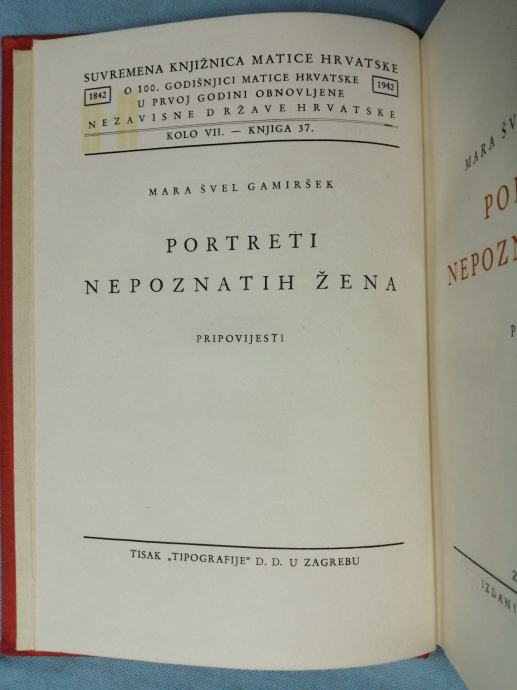 SUVREMENA KNJIŽNICA MATICE HRVATSKE
1842 O 100. GODIŠNJICI MATICE HRVATSKE 1942
U PRVOJ GODINI OBNOVLJENE
NEZAVISNE DRŽAVE HRVATSKE
KOLO VII. — KNJIGA 37.
MARA ŠVEL GAMIRŠEK
PORTRETI
NEPOZNATIH ŽENA
PRIPOVIJESTI
TISAK „TIPOGRAFIJE" D. D. U ZAGREBU
MARA